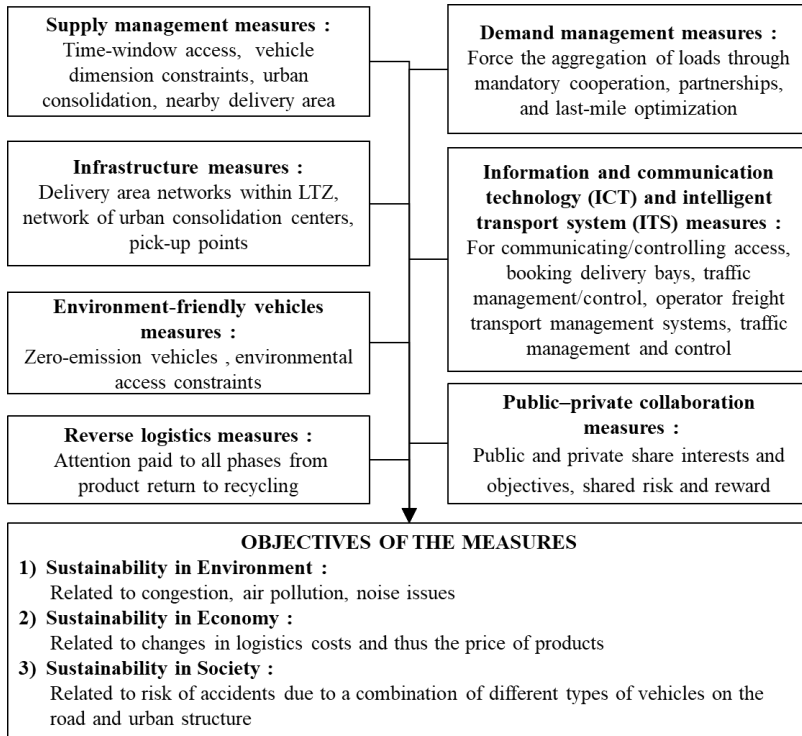 Supply management measures :
Time-window access, vehicle
dimension constraints, urban
consolidation, nearby delivery area
Infrastructure measures :
Delivery area networks within LTZ,
network of urban consolidation centers,
pick-up points
Environment-friendly vehicles
measures :
Zero-emission vehicles , environmental
access constraints
Reverse logistics measures :
Attention paid to all phases from
product return to recycling
Demand management measures :
Force the aggregation of loads through
mandatory cooperation, partnerships,
and last-mile optimization
Information and communication
technology (ICT) and intelligent
transport system (ITS) measures :
For communicating/controlling access,
booking delivery bays, traffic
management/control, operator freight
transport management systems, traffic
management and control
Public–private collaboration
measures :
Public and private share interests and
objectives, shared risk and reward
OBJECTIVES OF THE MEASURES
1) Sustainability in Environment :
Related to congestion, air pollution, noise issues
2) Sustainability in Economy :
Related to changes in logistics costs and thus the price of products
3) Sustainability in Society :
Related to risk of accidents due to a combination of different types of vehicles on the
road and urban structure